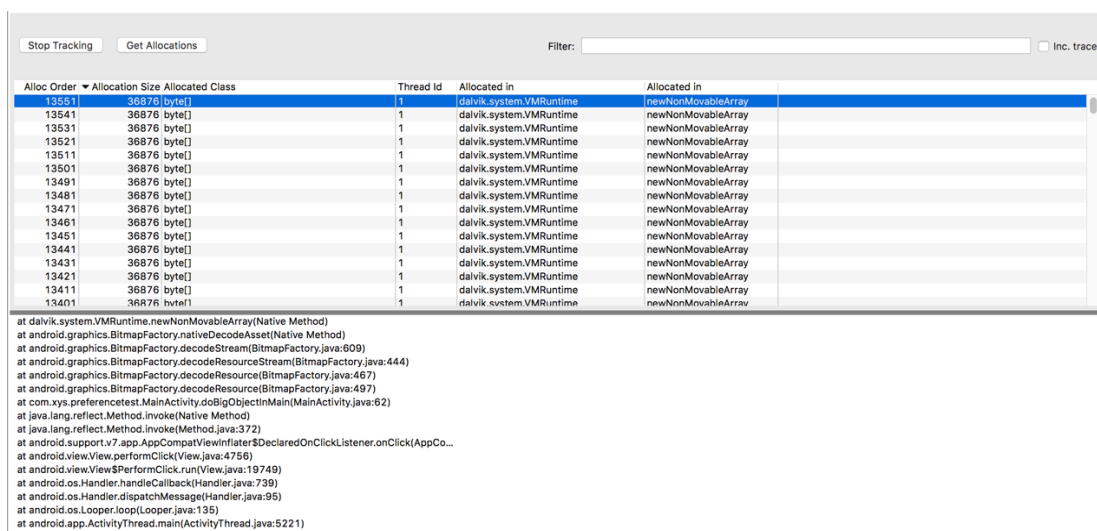 Stop Tracking Get Allocations Filter: Inc. trace
Alloc Order Allocation Size Allocated Class Thread Id Allocated in Allocated in
13551 36876 byte[] 1 dalvik.system.VMRuntime newNonMovableArray
13541 36876 byte[] 1 dalvik.system.VMRuntime newNonMovableArray
13531 36876 byte[] 1 dalvik.system.VMRuntime newNonMovableArray
13521 36876 byte[] 1 dalvik.system.VMRuntime newNonMovableArray
13511 36876 byte[] 1 dalvik.system.VMRuntime newNonMovableArray
13501 36876 byte[] 1 dalvik.system.VMRuntime newNonMovableArray
13491 36876 byte[] 1 dalvik.system.VMRuntime newNonMovableArray
13481 36876 byte[] 1 dalvik.system.VMRuntime newNonMovableArray
13471 36876 byte[] 1 dalvik.system.VMRuntime newNonMovableArray
13461 36876 byte[] 1 dalvik.system.VMRuntime newNonMovableArray
13451 36876 byte[] 1 dalvik.system.VMRuntime newNonMovableArray
13441 36876 byte[] 1 dalvik.system.VMRuntime newNonMovableArray
13431 36876 byte[] 1 dalvik.system.VMRuntime newNonMovableArray
13421 36876 byte[] 1 dalvik.system.VMRuntime newNonMovableArray
13411 36876 byte[] 1 dalvik.system.VMRuntime newNonMovableArray
13401 36876 byte[] 1 dalvik.system.VMRuntime newNonMovableArray
at dalvik.system.VMRuntime.newNonMovableArray(Native Method)
at android.graphics.BitmapFactory.nativeDecodeAsset(Native Method)
at android.graphics.BitmapFactory.decodeStream(BitmapFactory.java:609)
at android.graphics.BitmapFactory.decodeResourceStream(BitmapFactory.java:444)
at android.graphics.BitmapFactory.decodeResource(BitmapFactory.java:467)
at android.graphics.BitmapFactory.decodeResource(BitmapFactory.java:497)
at com.xys.preferencetest.MainActivity.doBigObjectInMain(MainActivity.java:62)
at java.lang.reflect.Method.invoke(Native Method)
at java.lang.reflect.Method.invoke(Method.java:372)
at android.support.v7.app.AppCompatViewInflater$DeclaredOnClickListener.onClick(AppCo...
at android.view.View.performClick(View.java:4756)
at android.view.View$PerformClick.run(View.java:19749)
at android.os.Handler.handleCallback(Handler.java:739)
at android.os.Handler.dispatchMessage(Handler.java:95)
at android.os.Looper.loop(Looper.java:135)
at android.app.ActivityThread.main(ActivityThread.java:5221)